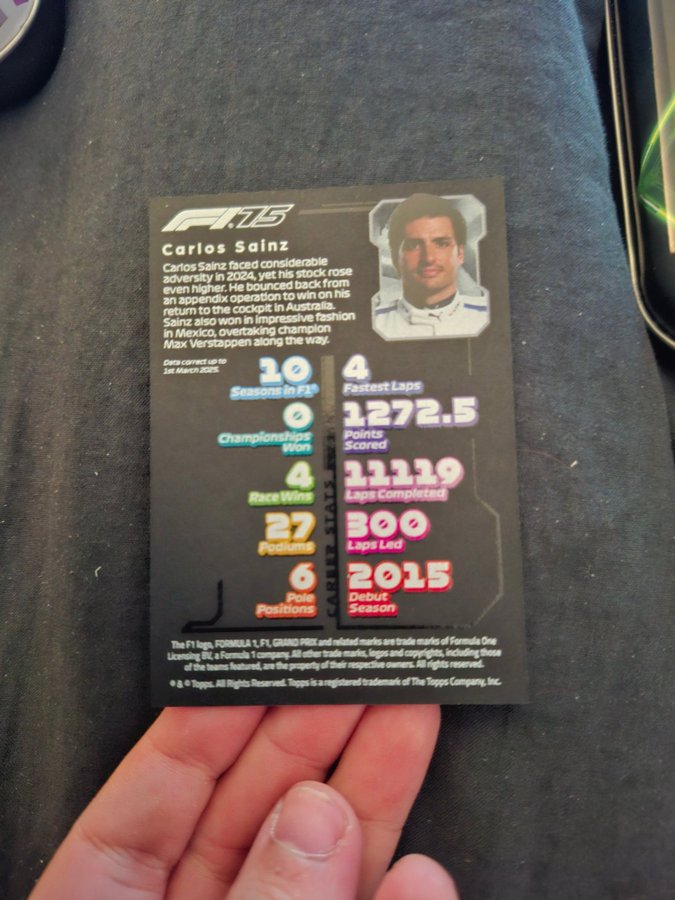 F1.75
Carlos Sainz
Carlos Sainz faced considerable
adversity in 2024, yet his stock rose
even higher. He bounced back from
an appendix operation to win on his
return to the cockpit in Australia.
Sainz also won in impressive fashion
in Mexico, overtaking champion
Max Verstappen along the way.
Data correct up to
1st March 2025.
10
Seasons in F1®
0
Championships
Won
4
Race Wins
27
Podiums
6
Pole
Positions
CAREER STATS
4
Fastest Laps
1272.5
Points
Scored
11119
Laps Completed
300
Laps Led
2015
Debut
Season
The F1 logo, FORMULA 1, F1, GRAND PRIX and related marks are trade marks of Formula One
Licensing BV, a Formula 1 company. All other trade marks, logos and copyrights, including those
of the teams featured, are the property of their respective owners. All rights reserved.
® & © Topps. All Rights Reserved. Topps is a registered trademark of The Topps Company, Inc.